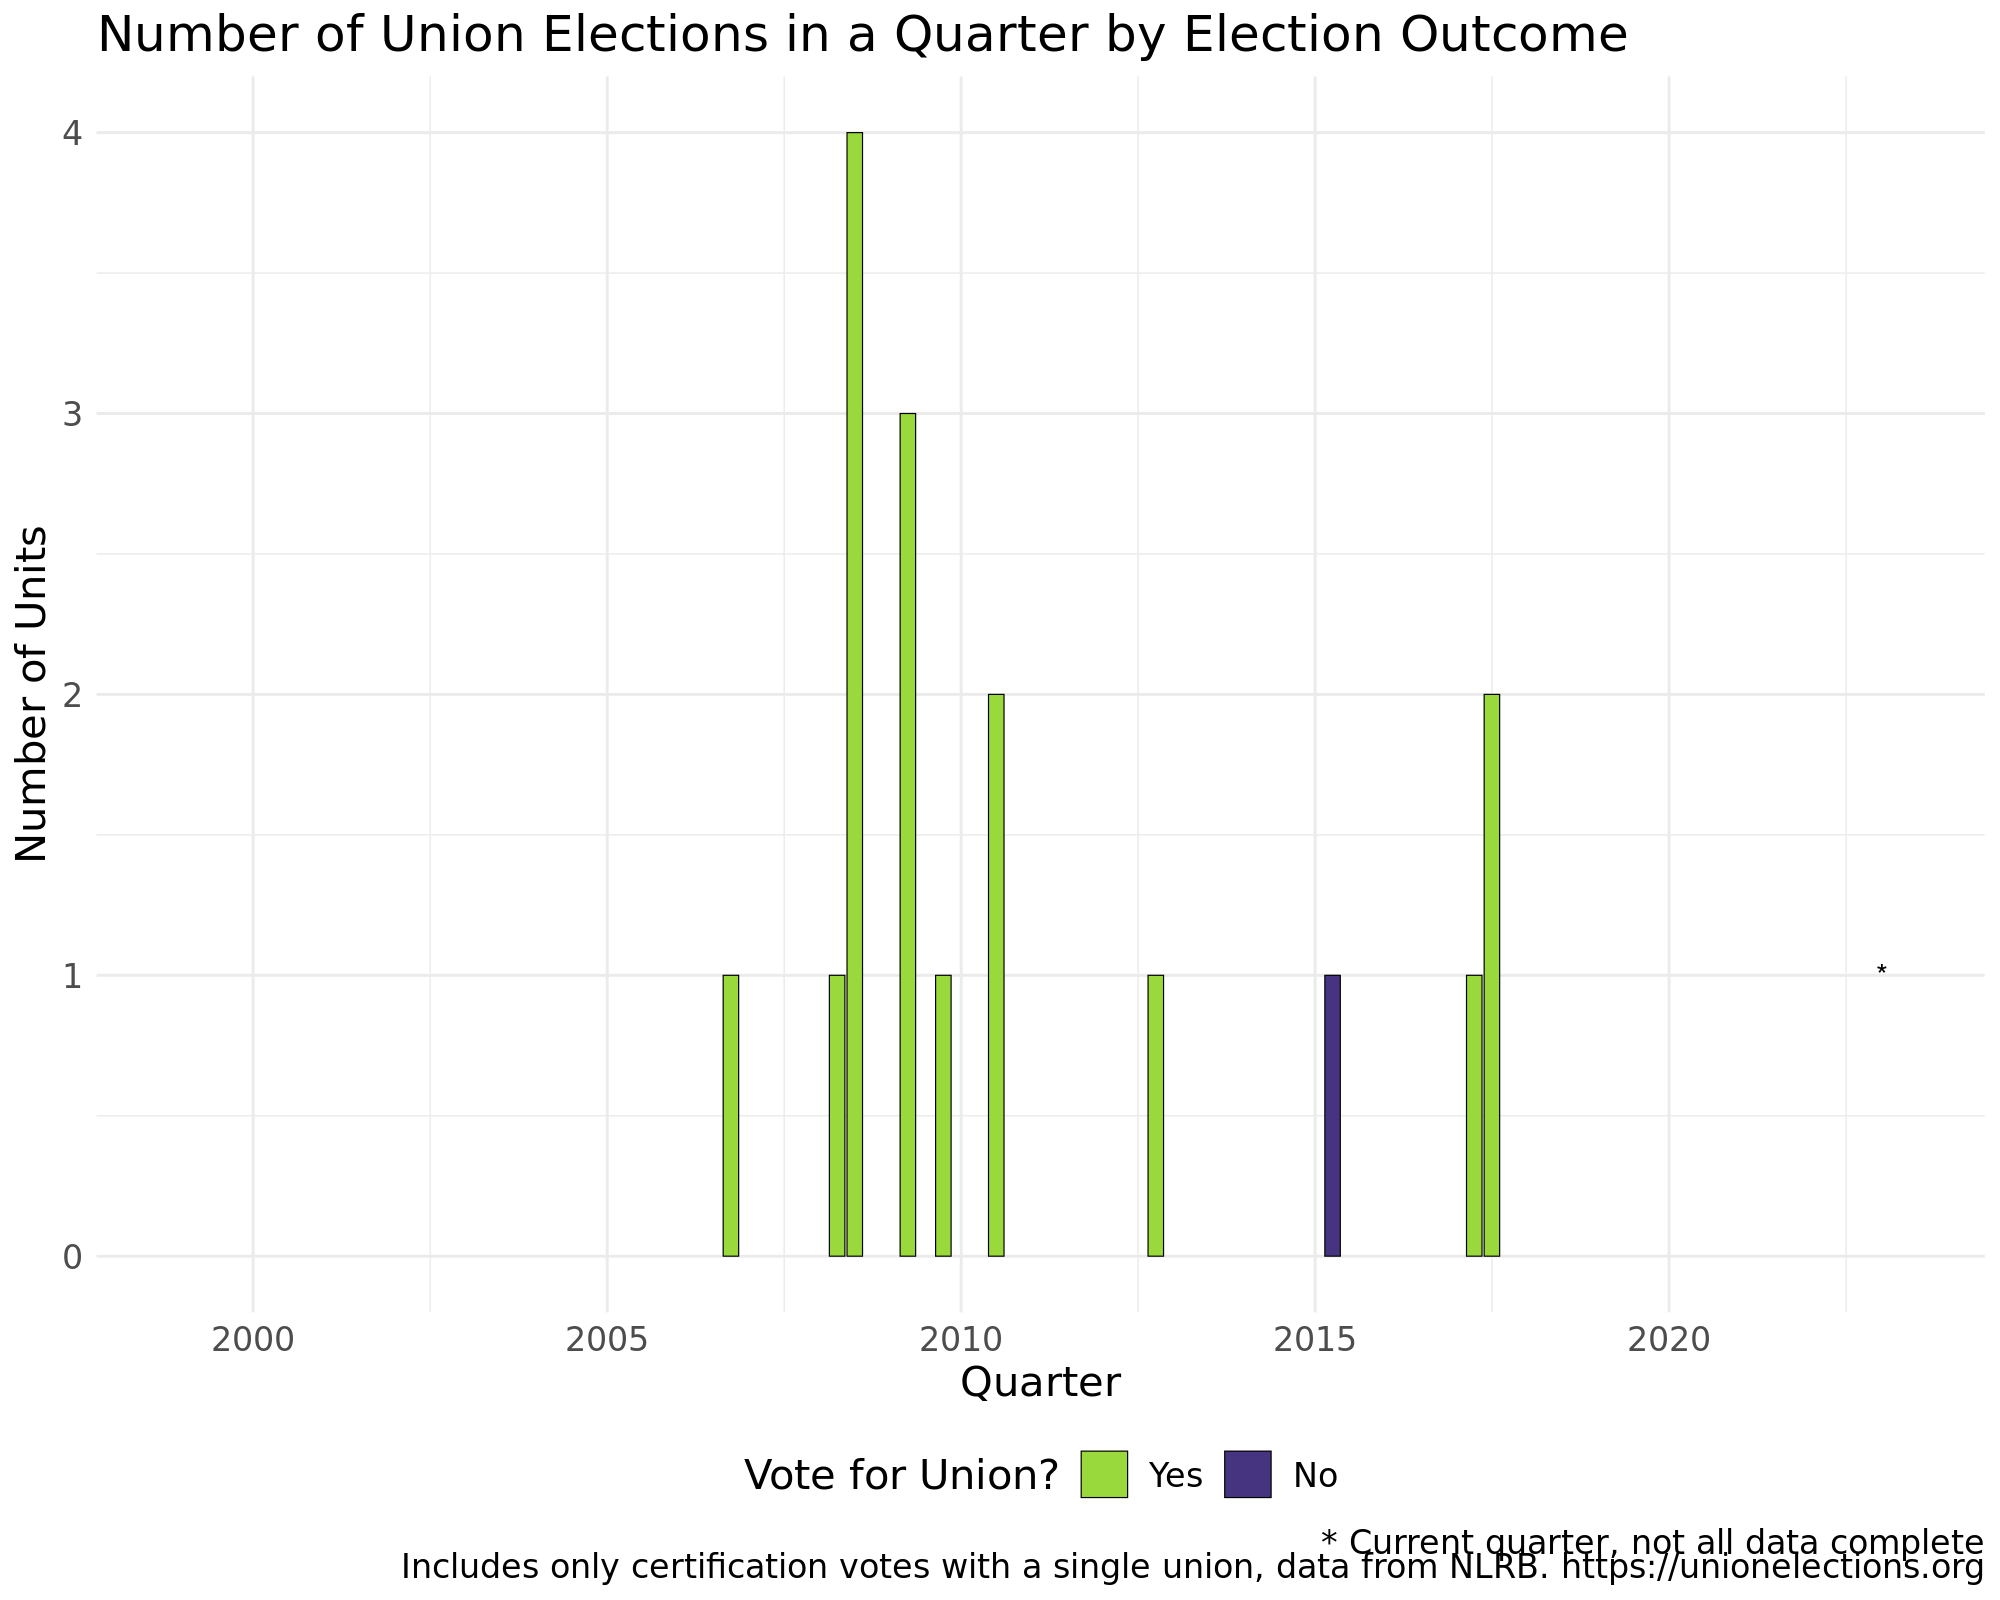 Number of Union Elections in a Quarter by Election Outcome
Number of Units
4
3
2
1
0
*
2000 2005 2010 2015 2020
Quarter
Vote for Union? Yes No
* Current quarter, not all data complete
Includes only certification votes with a single union, data from NLRB. https://unionelections.org